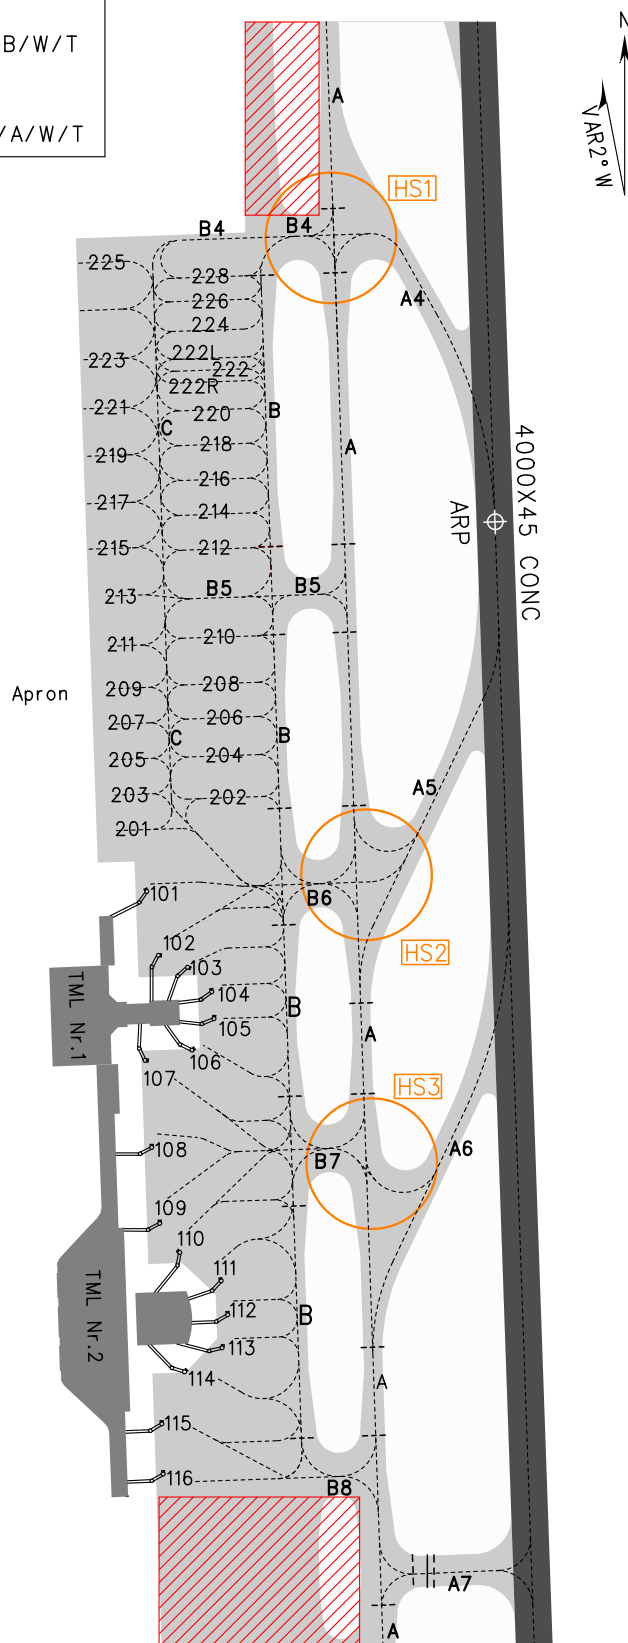 B/W/T
/A/W/T
N
VAR2°W
A
HS1
B4
B4
225
228
226
A4
224
222L
223
222
222R
221
220
B
C
218
A
219
4000X45 CONC
216
ARP
217
214
215
212
B5
B5
213
210
211
208
209
Apron
206
207
B
C
204
205
A5
203
202
201
101
B6
102
HS2
103
104
B
105
A
TML Nr.1
106
107
HS3
108
B7
A6
109
110
111
112
B
TML Nr.2
113
114
A
115
116
B8
A7
A